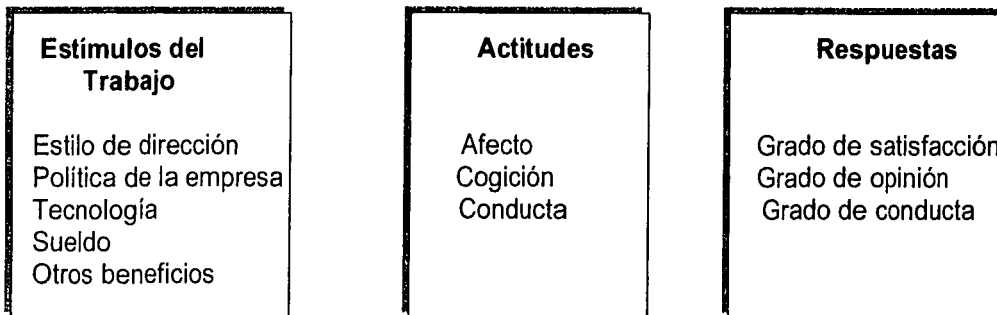 Estímulos del
Trabajo
Estilo de dirección
Política de la empresa
Tecnología
Sueldo
Otros beneficios
Actitudes
Afecto
Cogición
Conducta
Respuestas
Grado de satisfacción
Grado de opinión
Grado de conducta